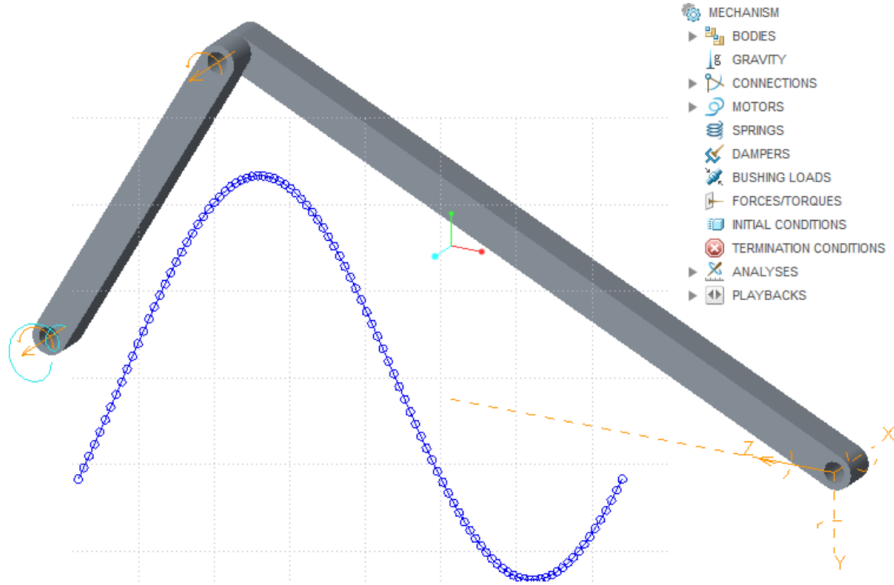 MECHANISM
BODIES
g GRAVITY
CONNECTIONS
MOTORS
SPRINGS
DAMPERS
BUSHING LOADS
FORCES/TORQUES
INITIAL CONDITIONS
TERMINATION CONDITIONS
ANALYSES
PLAYBACKS
X
Z
Y